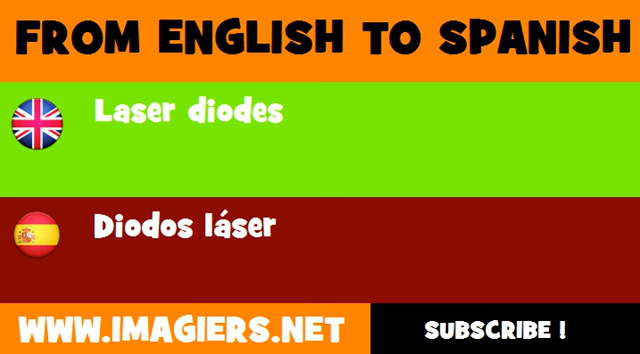 FROM ENGLISH TO SPANISH
Laser diodes
Diodos láser
WWW.IMAGIERS.NET
SUBSCRIBE !